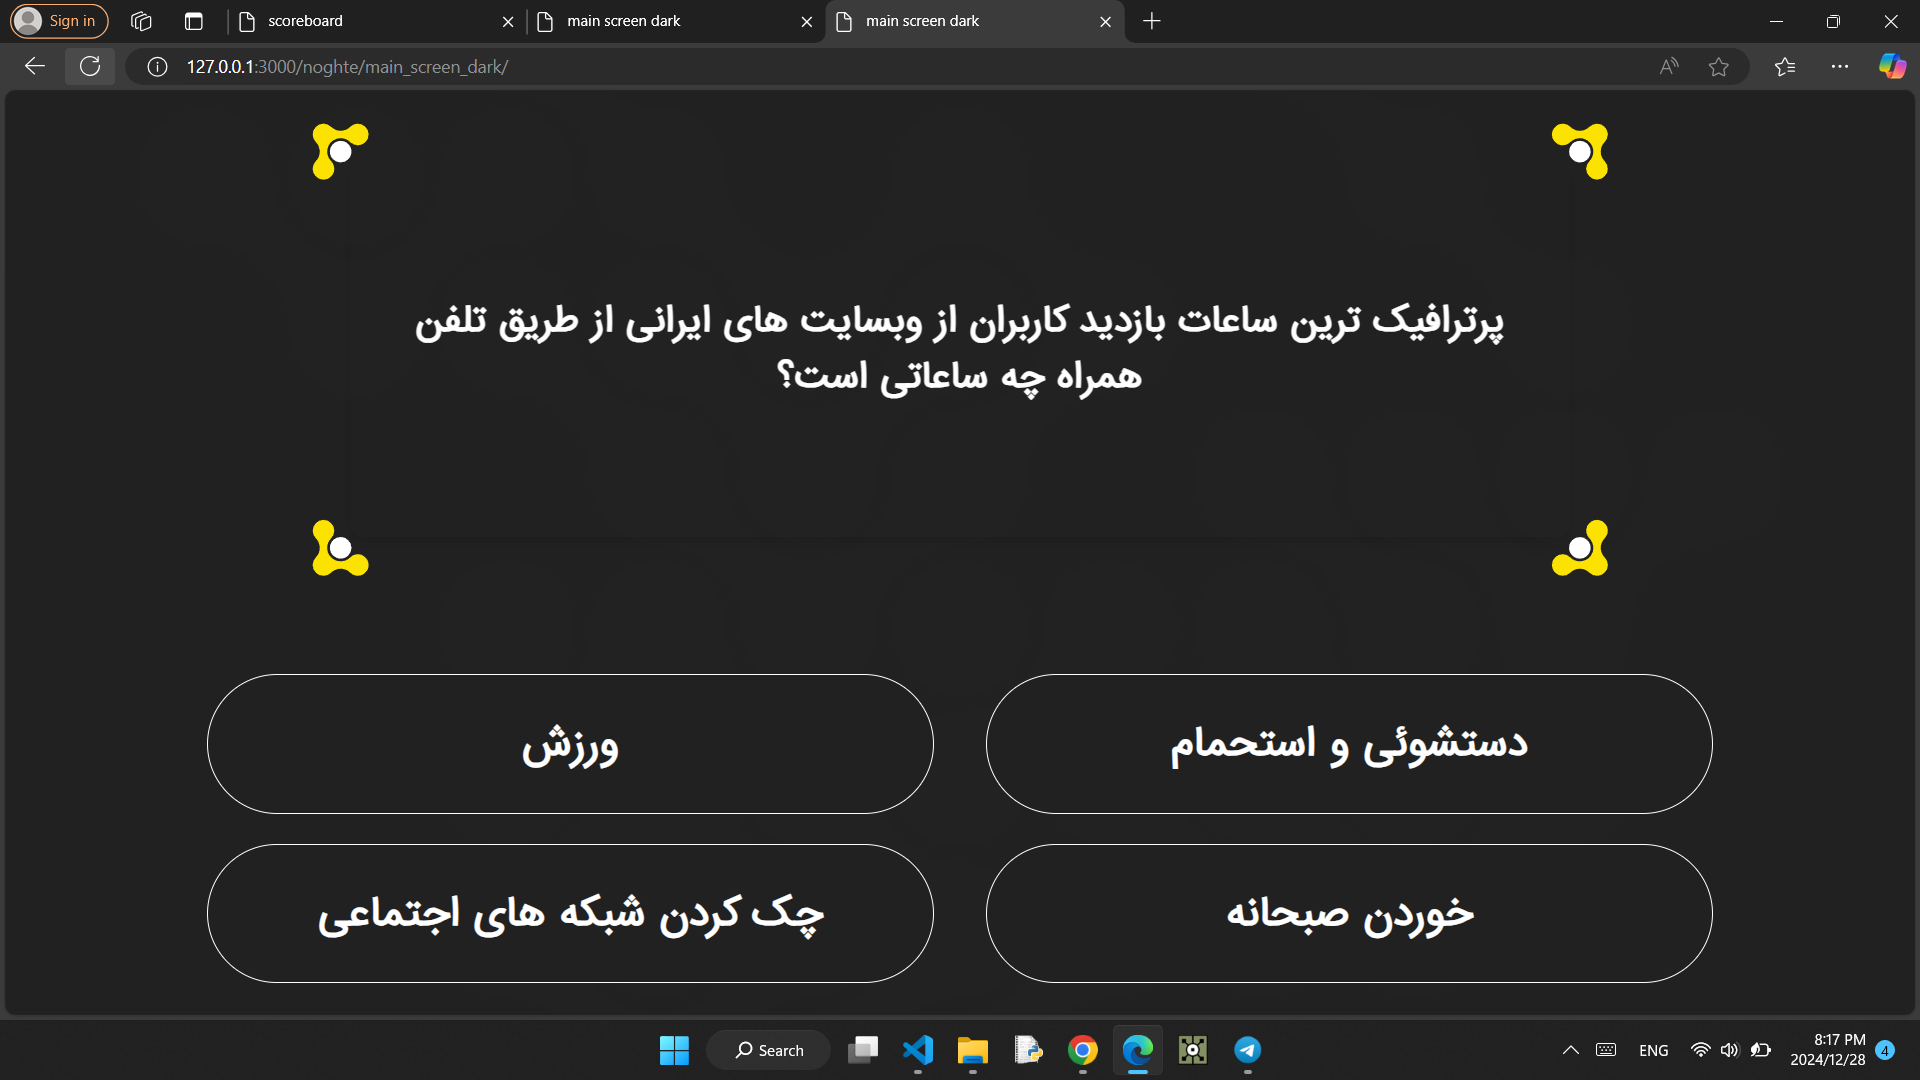 Sign in
scoreboard
main screen dark
main screen dark
127.0.0.1:3000/noghte/main_screen_dark/
پرترافیک ترین ساعات بازدید کاربران از وبسایت های ایرانی از طریق تلفن
همراه چه ساعاتی است؟
دستشوئی و استحمام
ورزش
خوردن صبحانه
چک کردن شبکه های اجتماعی
Search
ENG
8:17 PM
2024/12/28
4